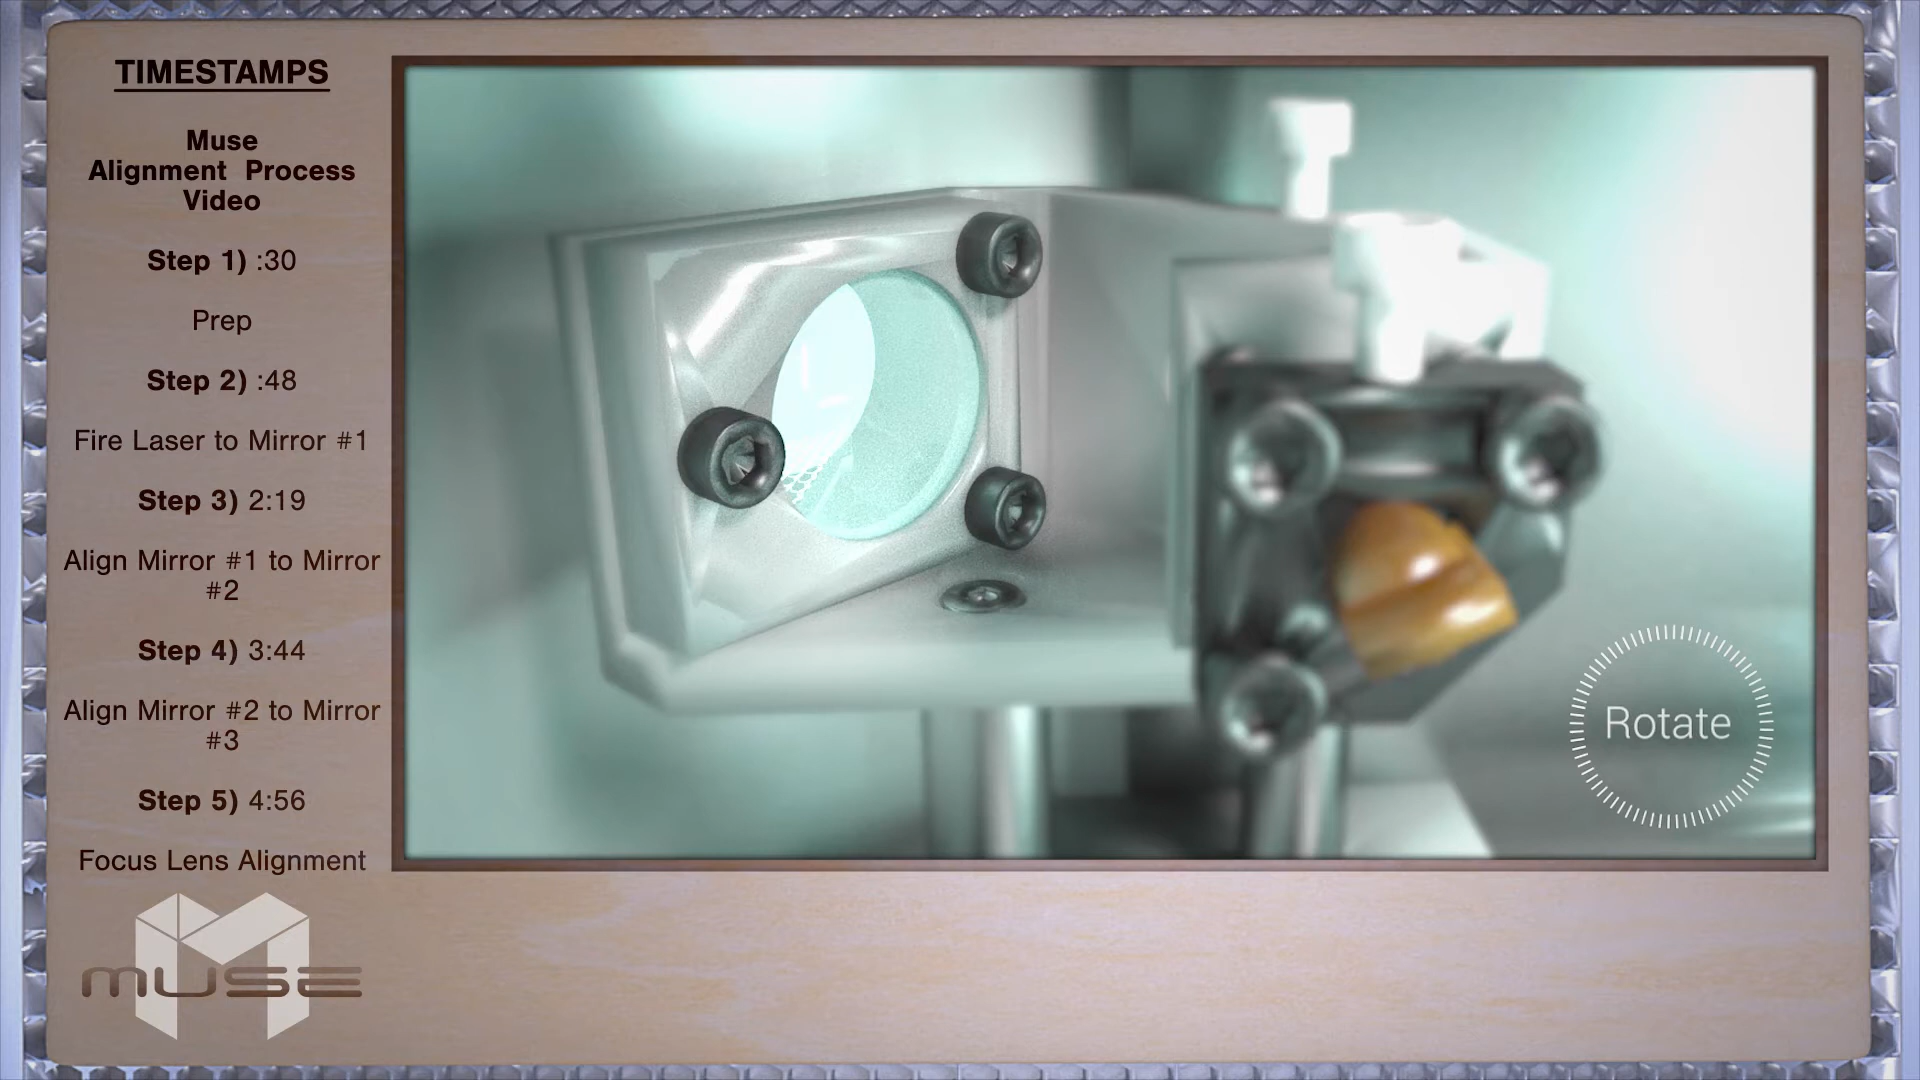 TIMESTAMPS
Muse
Alignment Process
Video
Step 1) :30
Prep
Step 2) :48
Fire Laser to Mirror #1
Step 3) 2:19
Align Mirror #1 to Mirror
#2
Step 4) 3:44
Align Mirror #2 to Mirror
#3
Step 5) 4:56
Focus Lens Alignment
MUSE
Rotate